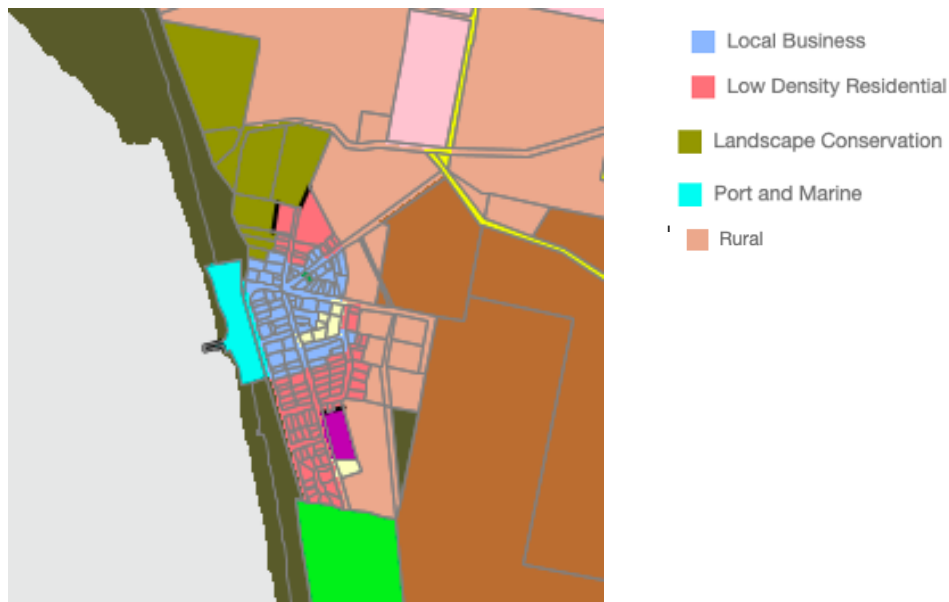 Local Business
Low Density Residential
Landscape Conservation
Port and Marine
Rural